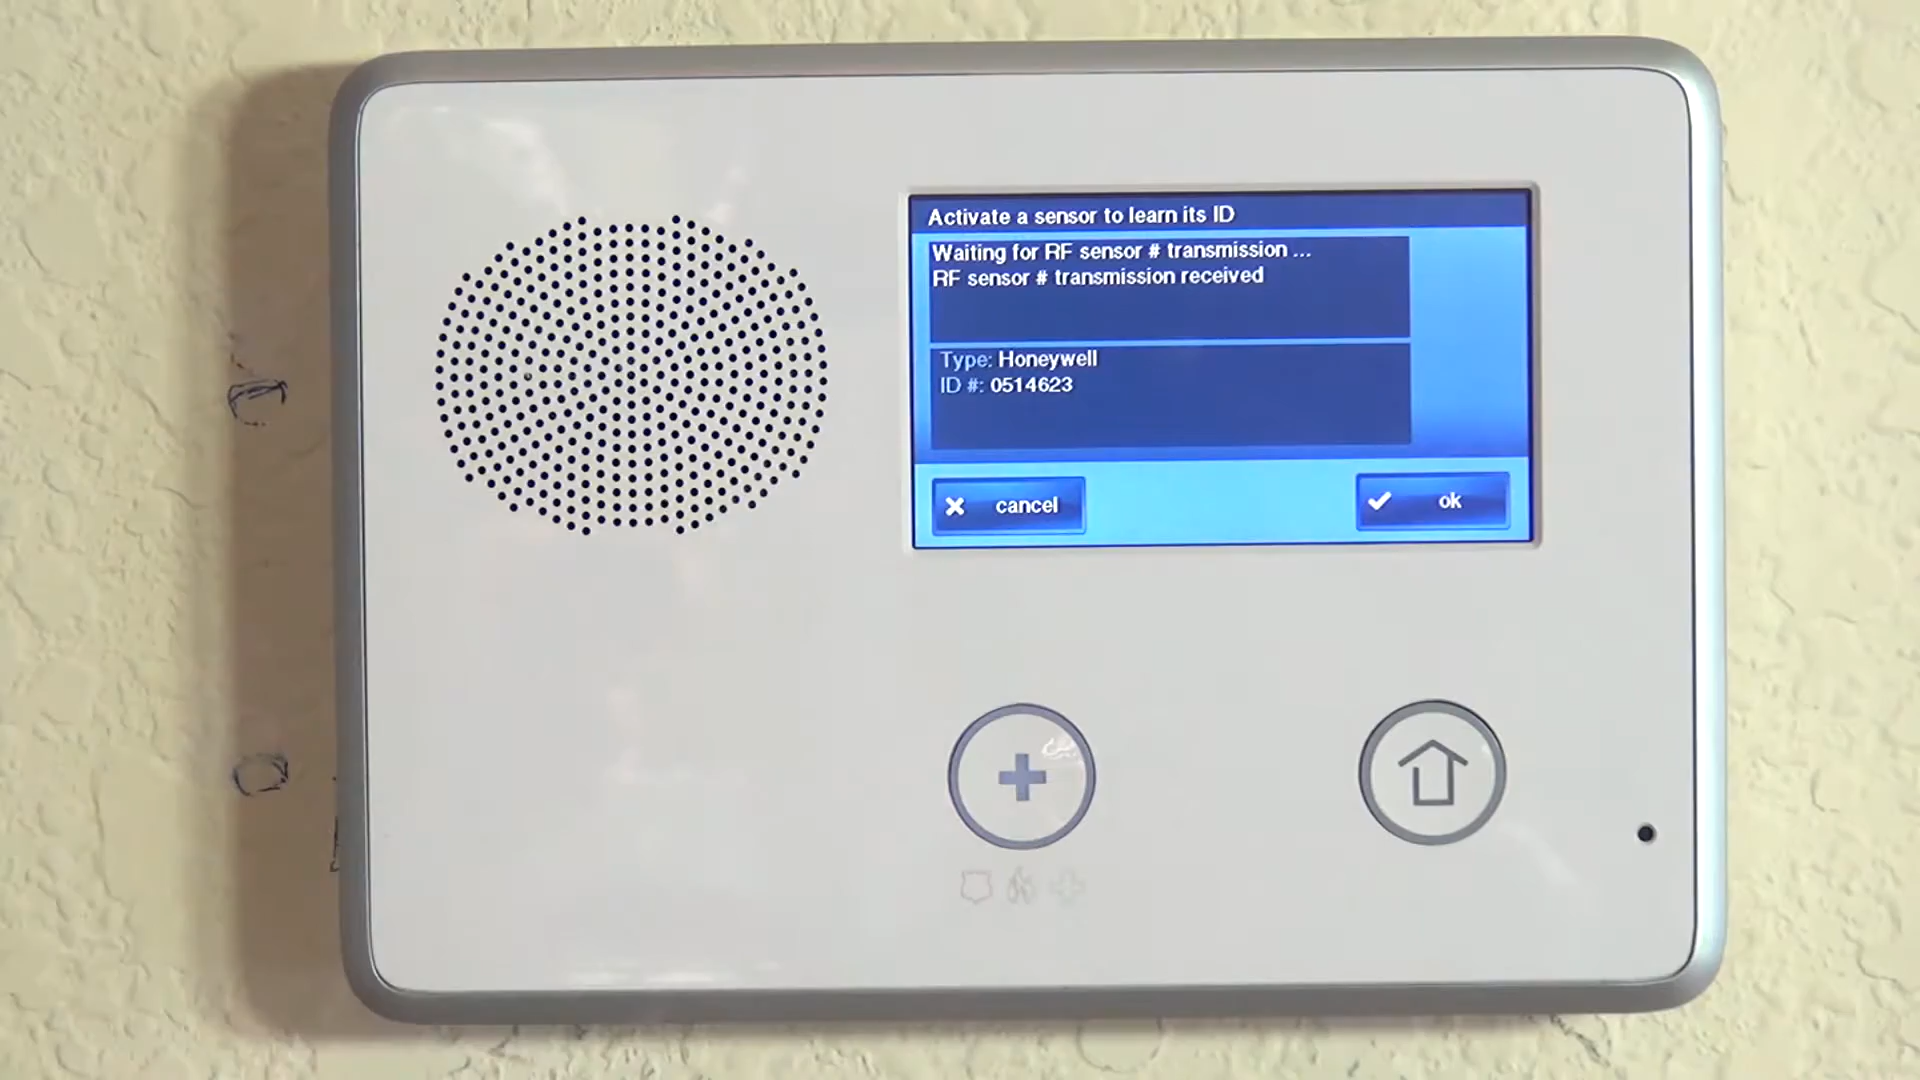 Activate a sensor to learn its ID
Waiting for RF sensor # transmission ...
RF sensor # transmission received
Type: Honeywell
ID #: 0514623
cancel
ok